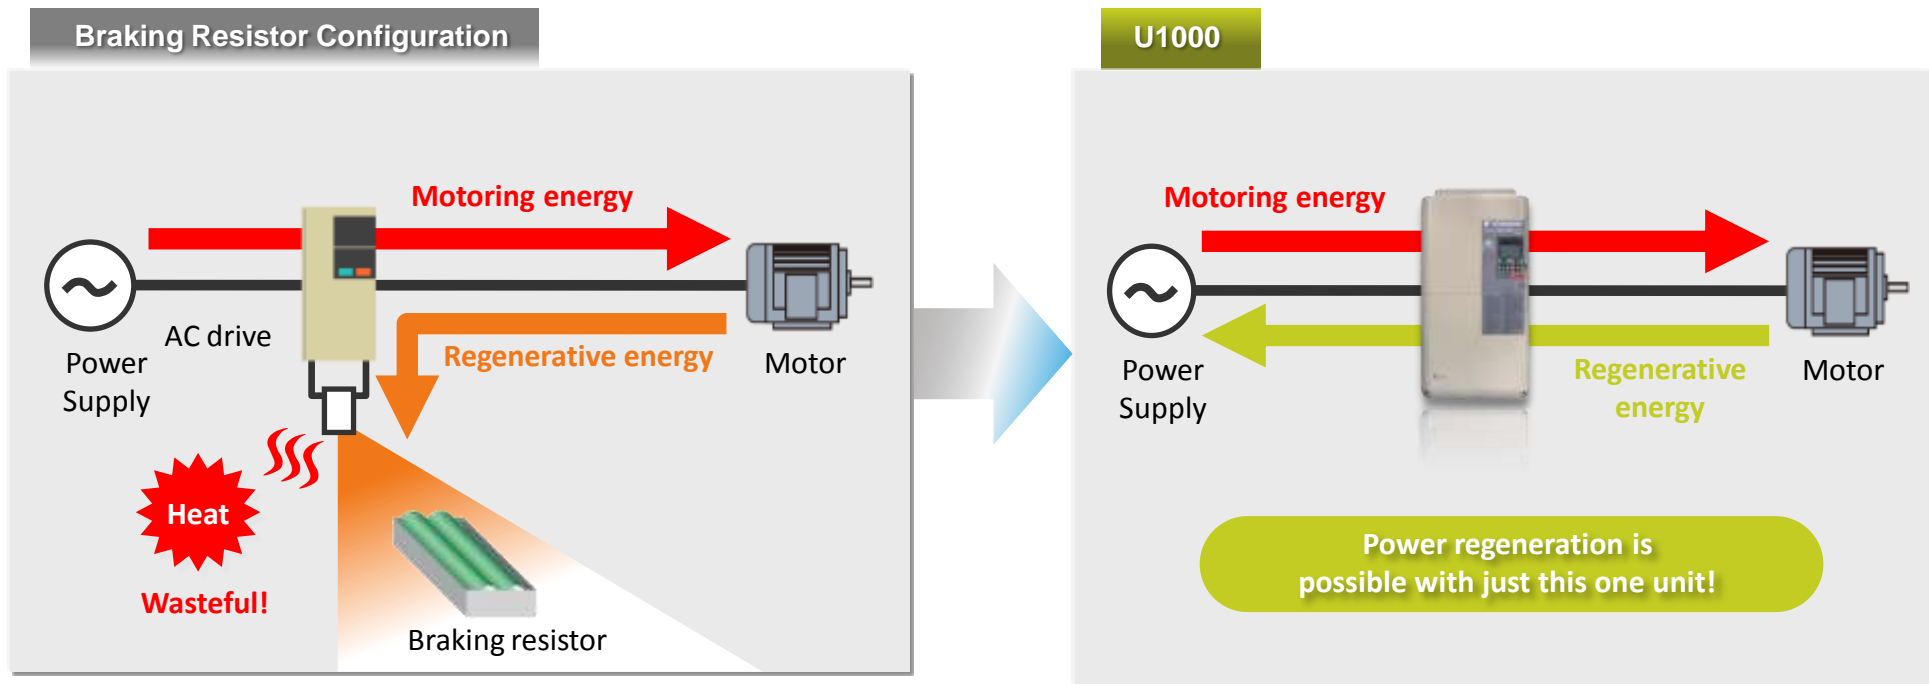 Braking Resistor Configuration
Motoring energy
AC drive
Power
Supply
Regenerative energy
Motor
Heat
Wasteful!
Braking resistor
U1000
Motoring energy
Power
Supply
Regenerative
energy
Motor
Power regeneration is
possible with just this one unit!